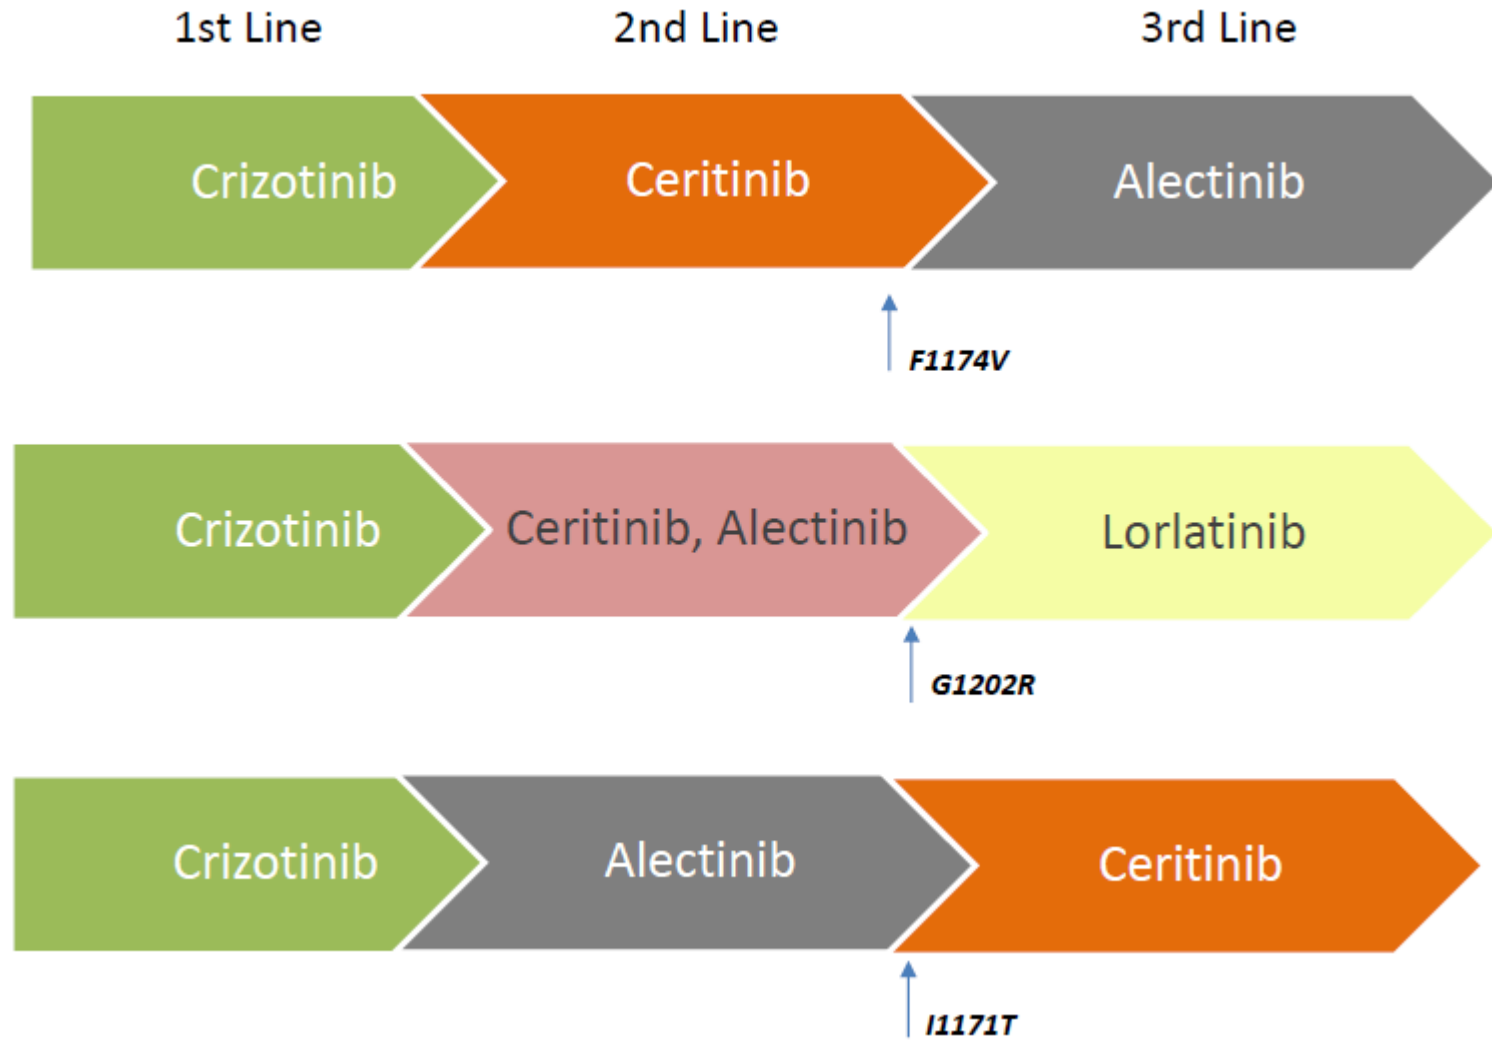 1st Line 2nd Line 3rd Line
Crizotinib Ceritinib Alectinib
F1174V
Crizotinib Ceritinib, Alectinib Lorlatinib
G1202R
Crizotinib Alectinib Ceritinib
I1171T